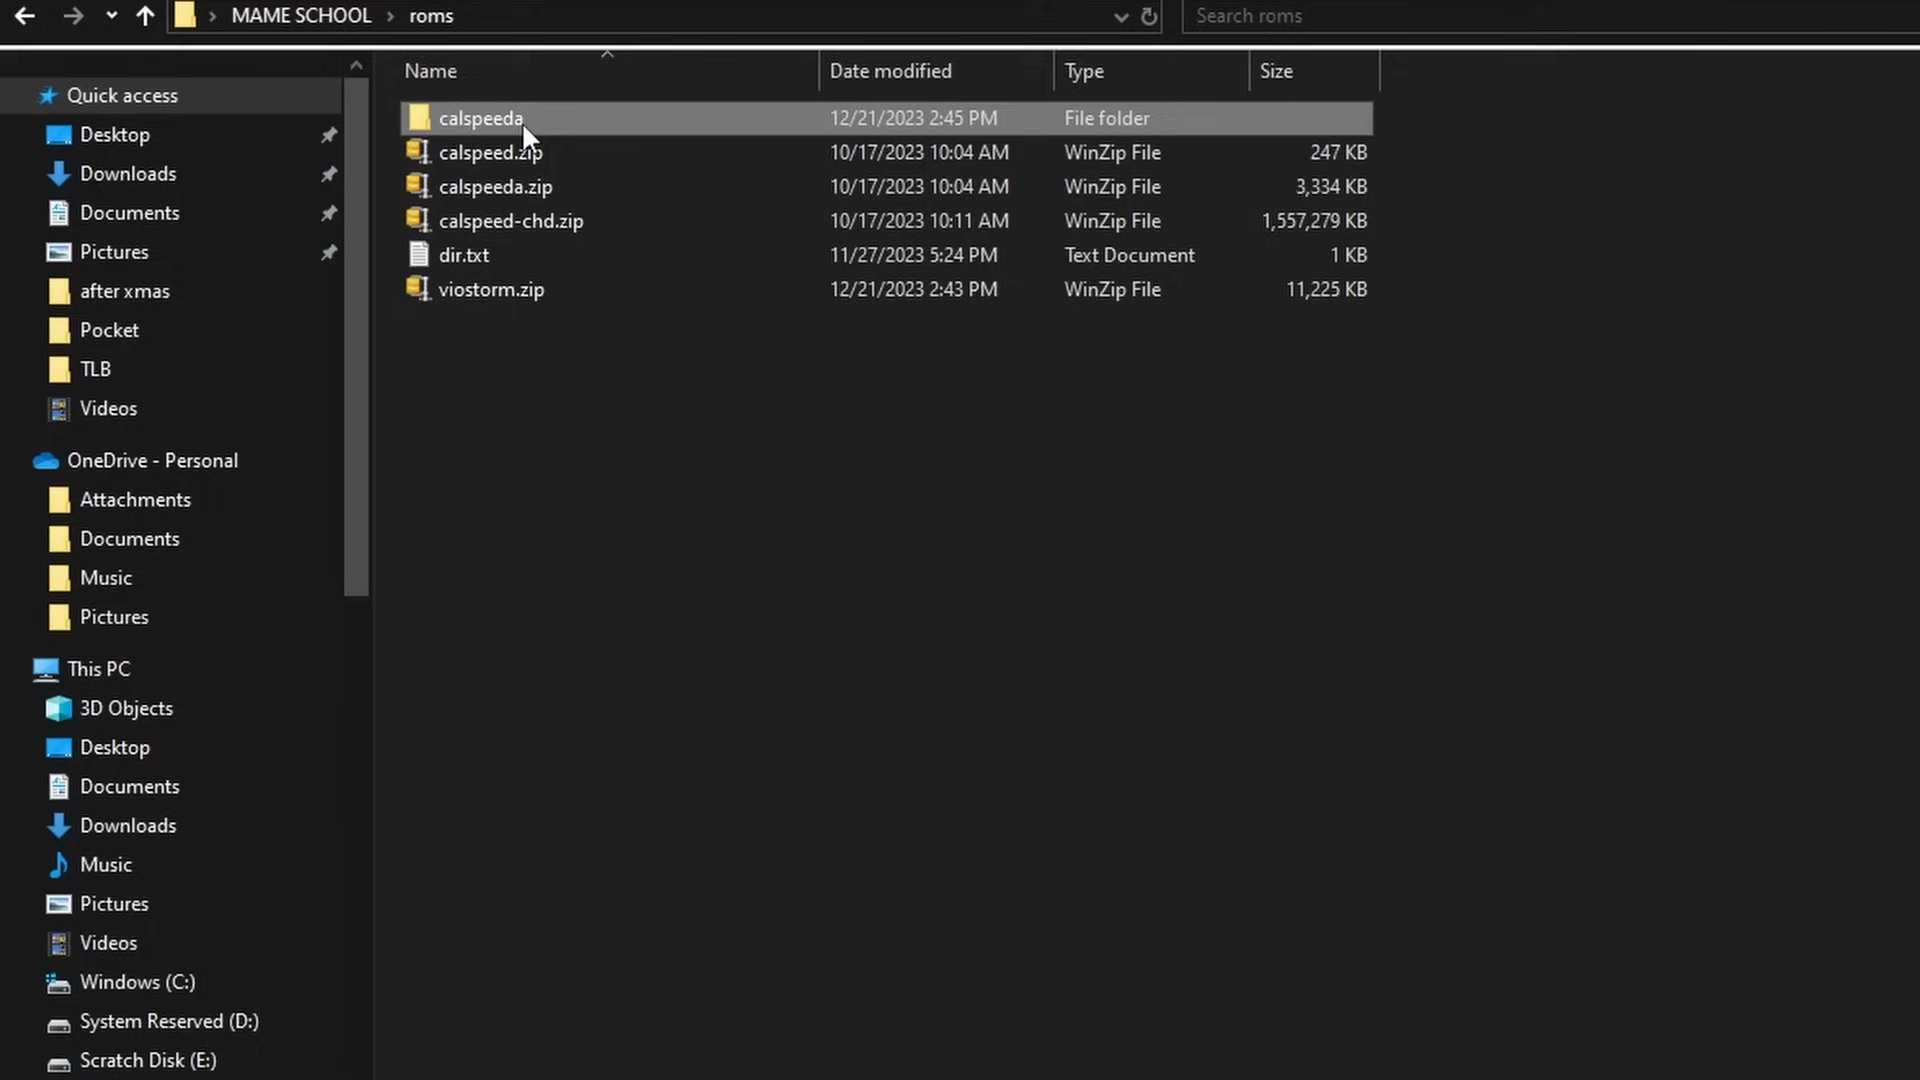 MAME SCHOOL > roms
Search roms
Name Date modified Type Size
Quick access
Desktop
Downloads
Documents
Pictures
after xmas
Pocket
TLB
Videos
OneDrive - Personal
Attachments
Documents
Music
Pictures
This PC
3D Objects
Desktop
Documents
Downloads
Music
Pictures
Videos
Windows (C:)
System Reserved (D:)
Scratch Disk (E:)
calspeeda 12/21/2023 2:45 PM File folder
calspeed.zip 10/17/2023 10:04 AM WinZip File 247 KB
calspeeda.zip 10/17/2023 10:04 AM WinZip File 3,334 KB
calspeed-chd.zip 10/17/2023 10:11 AM WinZip File 1,557,279 KB
dir.txt 11/27/2023 5:24 PM Text Document 1 KB
viostorm.zip 12/21/2023 2:43 PM WinZip File 11,225 KB